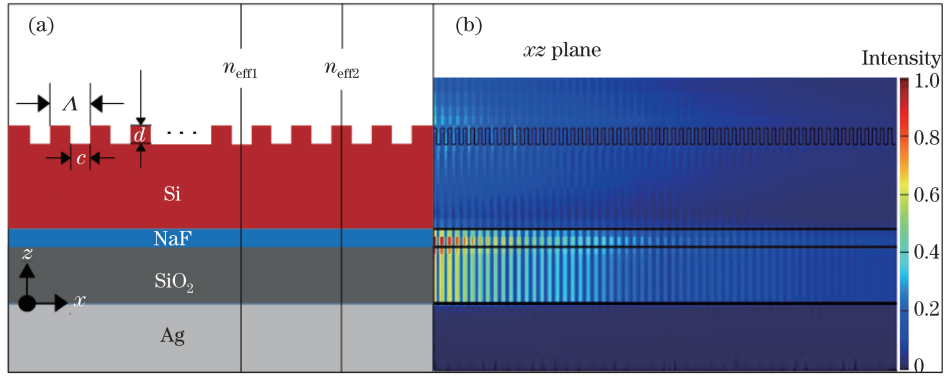 (a)
n_eff1
n_eff2
Λ
d
. . .
c
Si
NaF
z
SiO₂
x
Ag
(b)
xz plane
Intensity
1.0
0.8
0.6
0.4
0.2
0